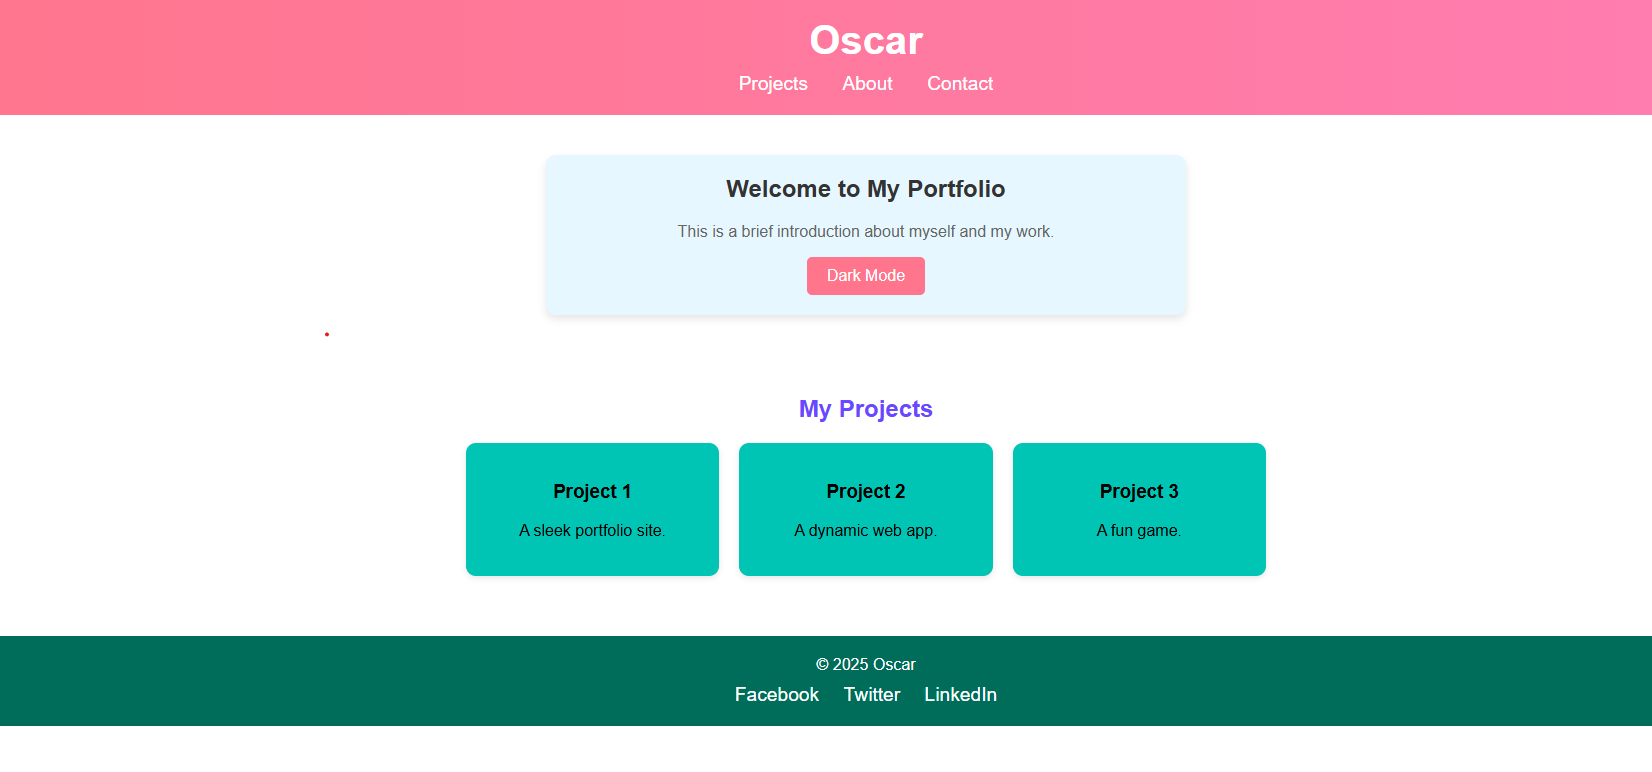 Oscar
Projects About Contact
Welcome to My Portfolio
This is a brief introduction about myself and my work.
Dark Mode
My Projects
Project 1
A sleek portfolio site.
Project 2
A dynamic web app.
Project 3
A fun game.
© 2025 Oscar
Facebook Twitter LinkedIn